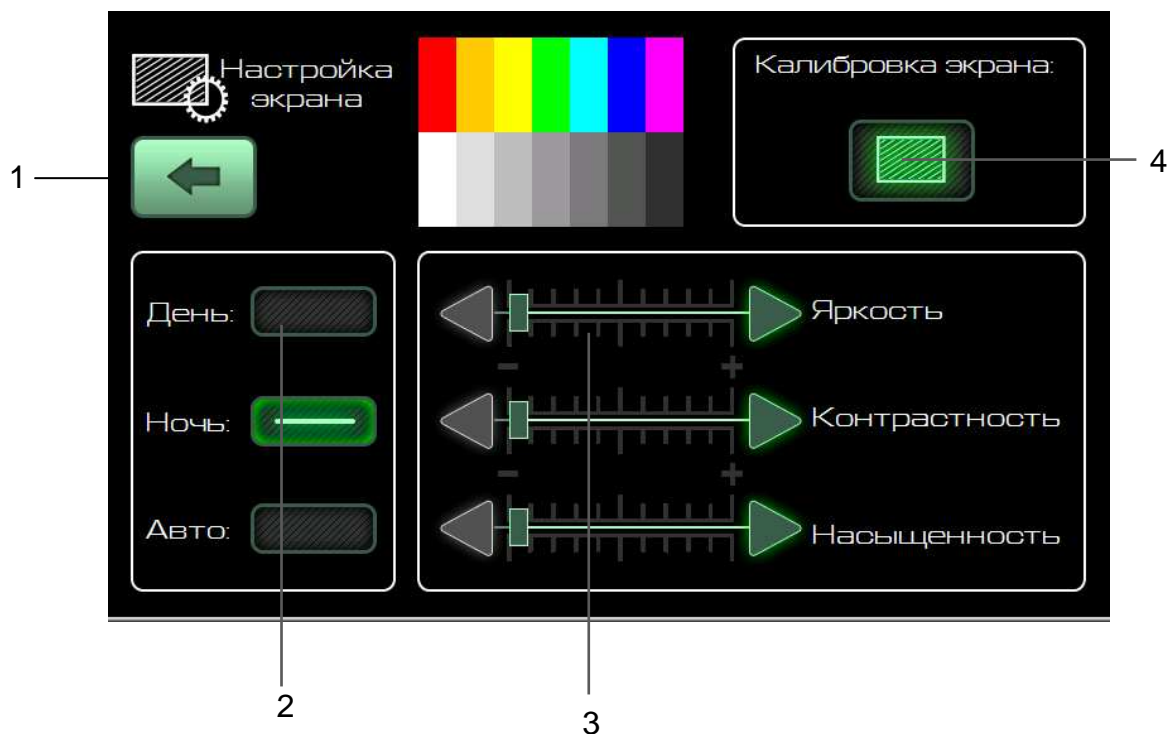 Настройка
экрана
Калибровка экрана:
1
4
День:
Яркость
- +
Ночь:
Контрастность
- +
Авто:
Насыщенность
2
3